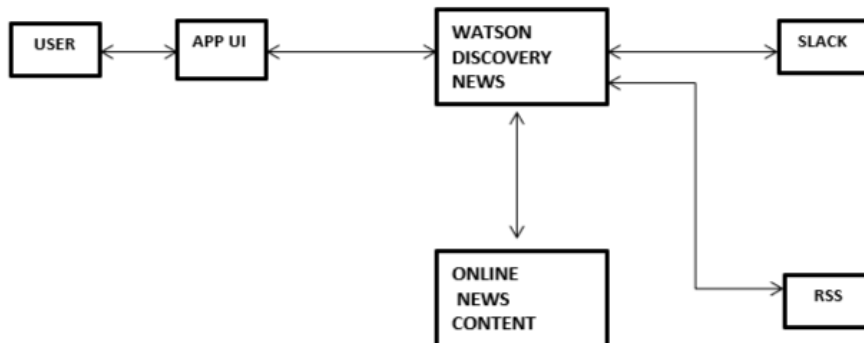 USER
APP UI
WATSON
DISCOVERY
NEWS
SLACK
ONLINE
NEWS
CONTENT
RSS